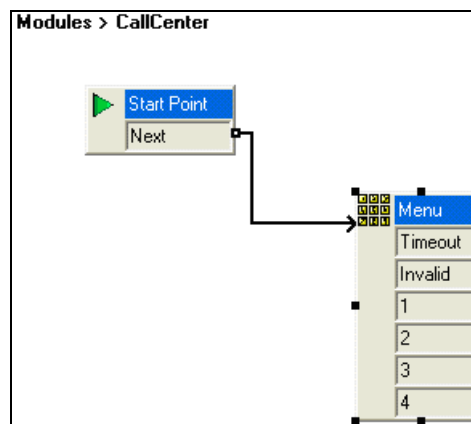 Modules > CallCenter
Start Point
Next
Menu
Timeout
Invalid
1
2
3
4